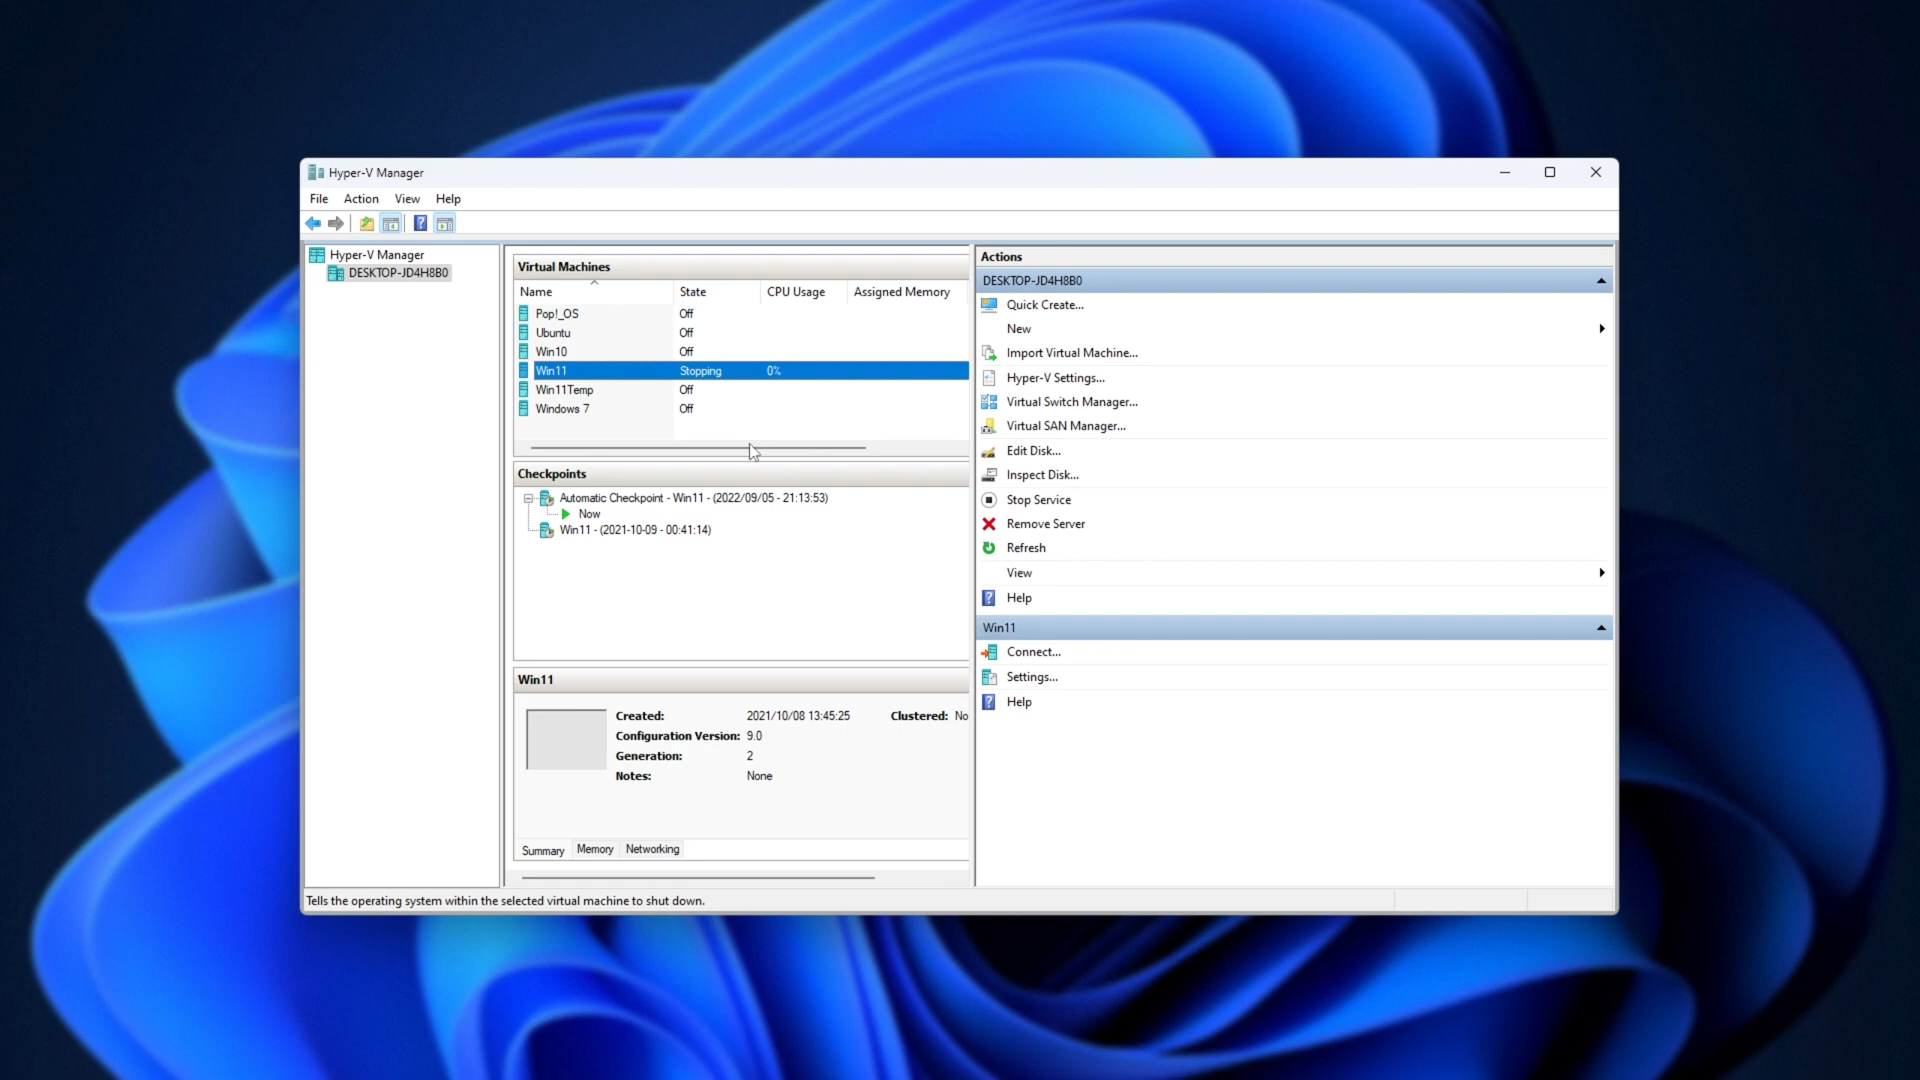 Hyper-V Manager
File Action View Help
Hyper-V Manager
DESKTOP-JD4H8B0
Virtual Machines
Name State CPU Usage Assigned Memory
Pop!_OS Off
Ubuntu Off
Win10 Off
Win11 Stopping 0%
Win11Temp Off
Windows 7 Off
Checkpoints
Automatic Checkpoint - Win11 - (2022/09/05 - 21:13:53)
Now
Win11 - (2021-10-09 - 00:41:14)
Win11
Created: 2021/10/08 13:45:25 Clustered: No
Configuration Version: 9.0
Generation: 2
Notes: None
Summary Memory Networking
Actions
DESKTOP-JD4H8B0
Quick Create...
New
Import Virtual Machine...
Hyper-V Settings...
Virtual Switch Manager...
Virtual SAN Manager...
Edit Disk...
Inspect Disk...
Stop Service
Remove Server
Refresh
View
Help
Win11
Connect...
Settings...
Help
Tells the operating system within the selected virtual machine to shut down.